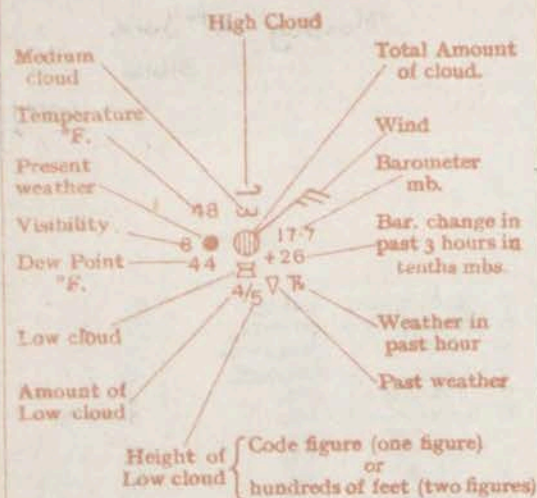 High Cloud
Medium
cloud
Total Amount
of cloud.
Temperature
°F.
Wind
Present
weather
Barometer
mb.
48
Visibility
8
17.7
Bar. change in
past 3 hours in
tenths mbs.
+26
Dew Point
°F.
44
4/5
Low cloud
Weather in
past hour
Amount of
Low cloud
Past weather
Height of
Low cloud
Code figure (one figure)
or
hundreds of feet (two figures)